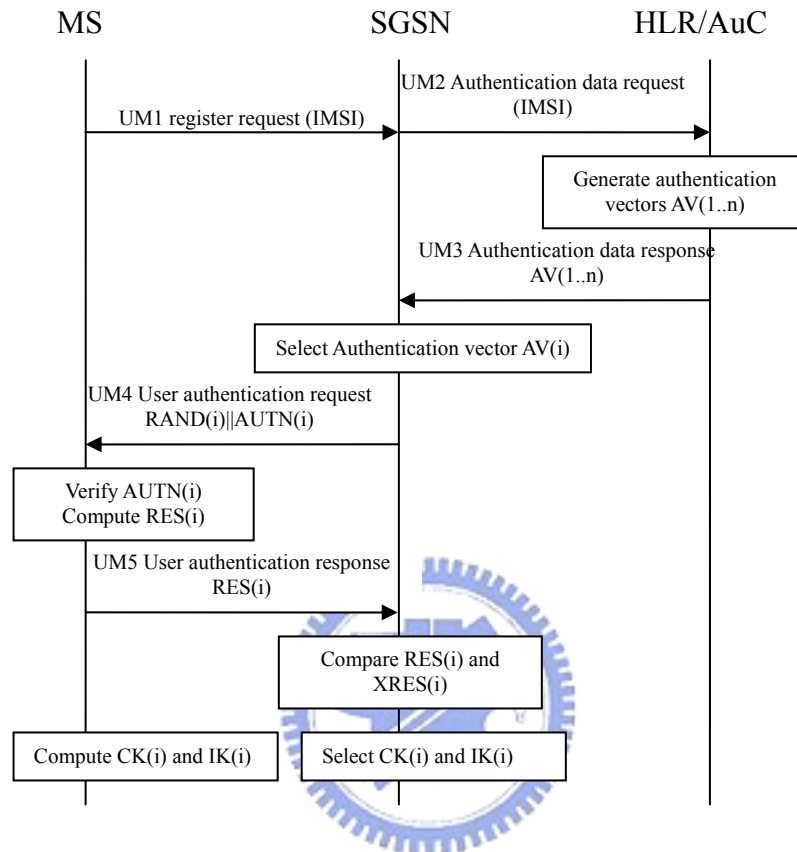 MS
SGSN
HLR/AuC
UM2 Authentication data request
(IMSI)
UM1 register request (IMSI)
Generate authentication
vectors AV(1..n)
UM3 Authentication data response
AV(1..n)
Select Authentication vector AV(i)
UM4 User authentication request
RAND(i)||AUTN(i)
Verify AUTN(i)
Compute RES(i)
UM5 User authentication response
RES(i)
Compare RES(i) and
XRES(i)
Compute CK(i) and IK(i)
Select CK(i) and IK(i)